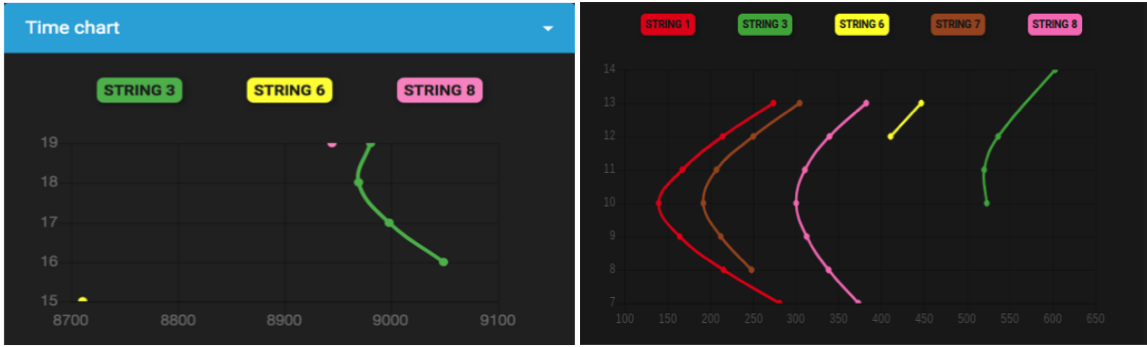 Time chart
STRING 3 STRING 6 STRING 8
19
18
17
16
15
8700 8800 8900 9000 9100
STRING 1 STRING 3 STRING 6 STRING 7 STRING 8
14
13
12
11
10
9
8
7
100 150 200 250 300 350 400 450 500 550 600 650